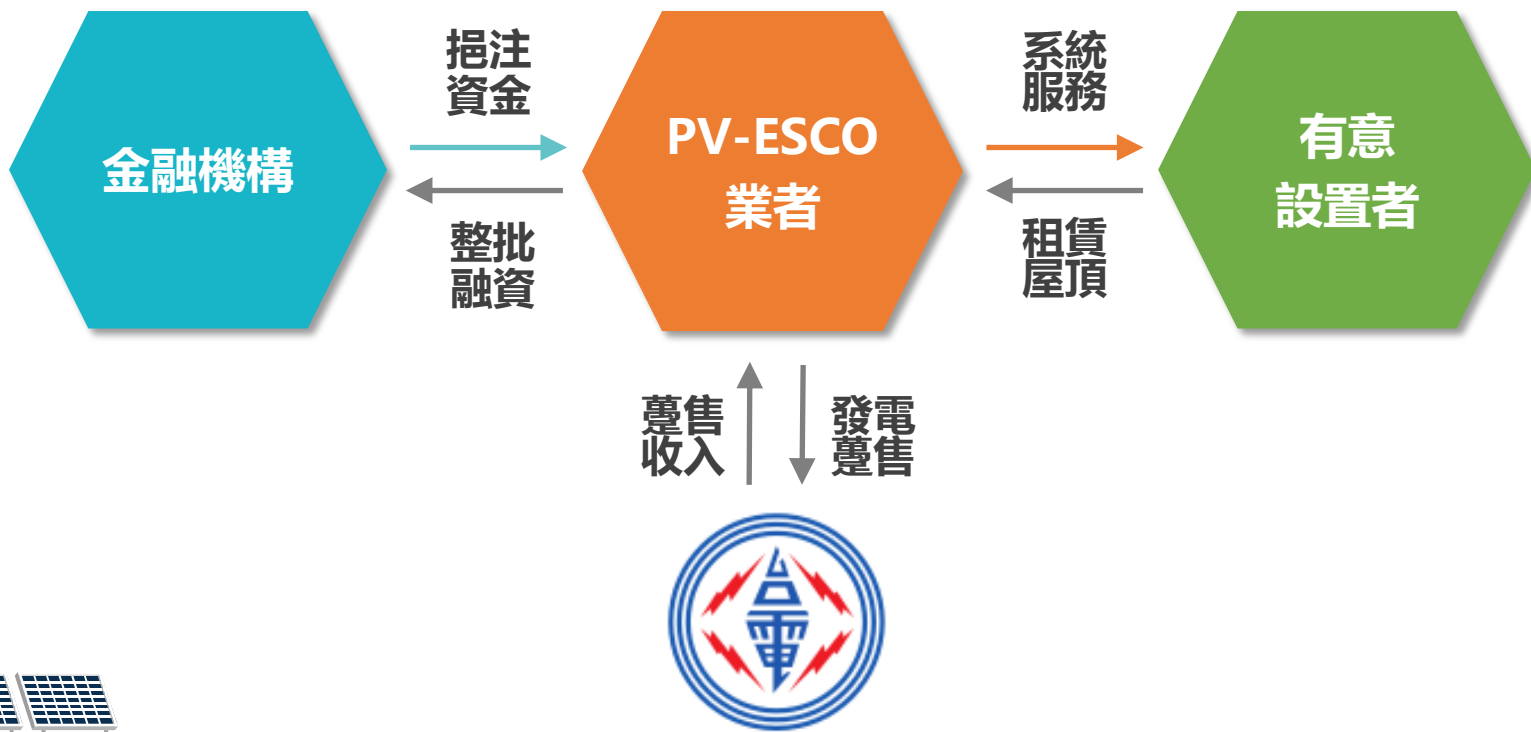 挹注
資金
金融機構
整批
融資
PV-ESCO
業者
系統
服務
租賃
屋頂
有意
設置者
躉售
收入
發電
躉售
台電